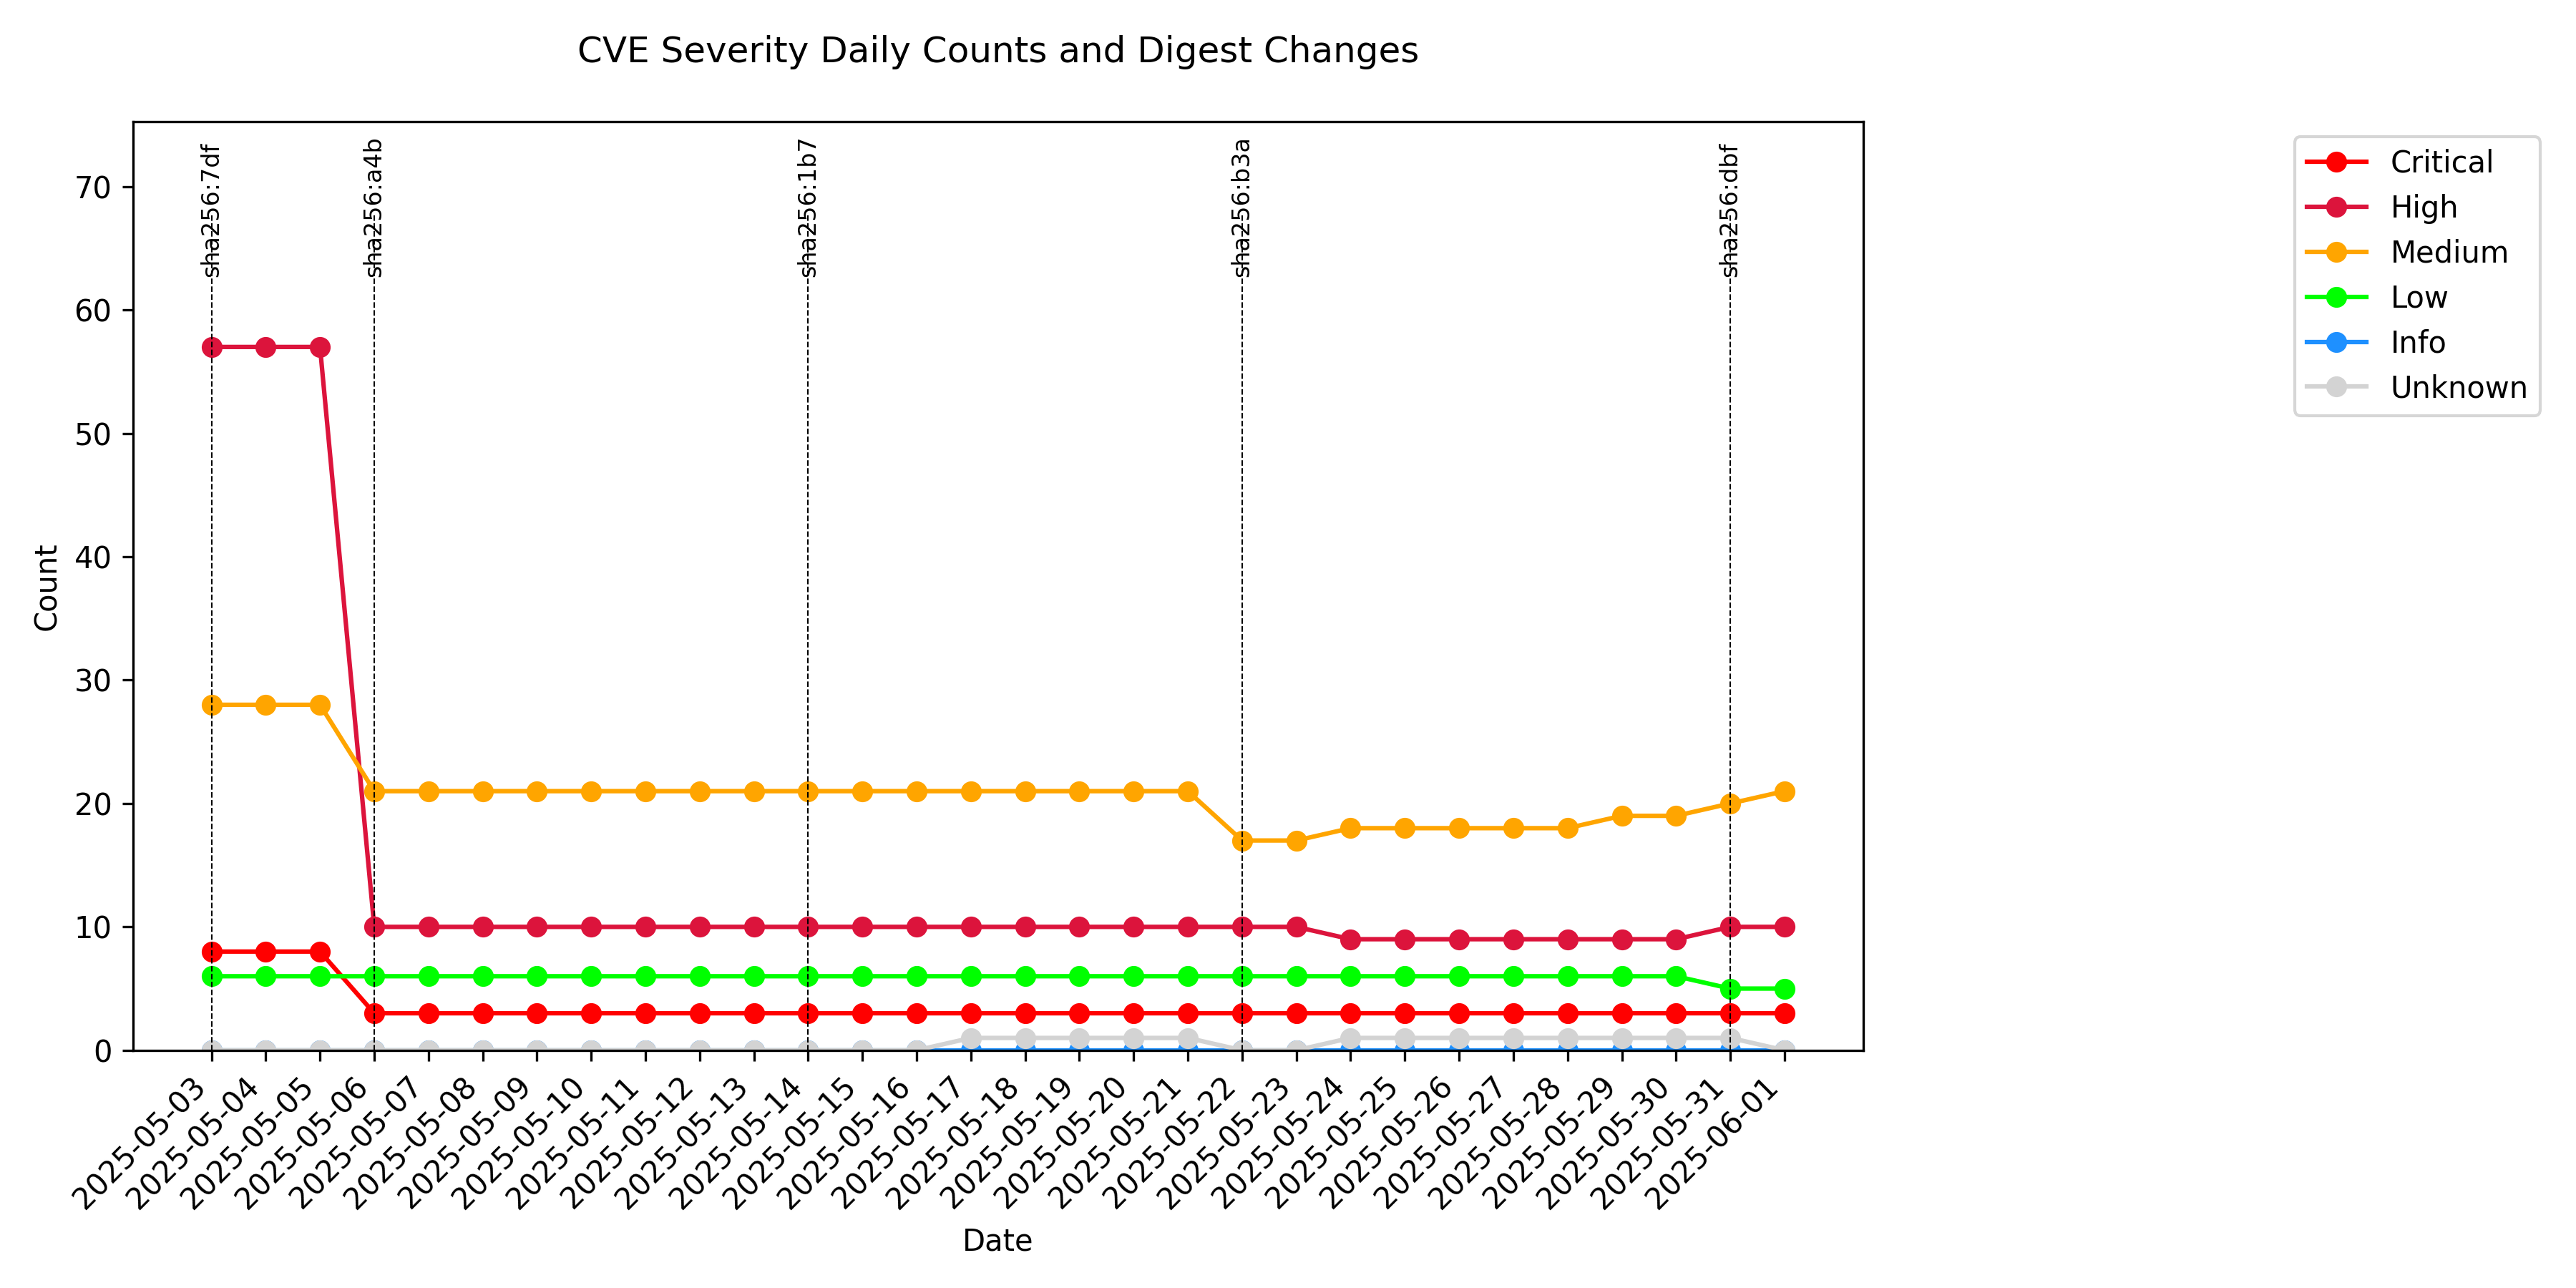 CVE Severity Daily Counts and Digest Changes
sha256:7df
sha256:a4b
sha256:1b7
sha256:b3a
sha256:dbf
Critical
High
Medium
Low
Info
Unknown
Count
70
60
50
40
30
20
10
0
2025-05-03
2025-05-04
2025-05-05
2025-05-06
2025-05-07
2025-05-08
2025-05-09
2025-05-10
2025-05-11
2025-05-12
2025-05-13
2025-05-14
2025-05-15
2025-05-16
2025-05-17
2025-05-18
2025-05-19
2025-05-20
2025-05-21
2025-05-22
2025-05-23
2025-05-24
2025-05-25
2025-05-26
2025-05-27
2025-05-28
2025-05-29
2025-05-30
2025-05-31
2025-06-01
Date